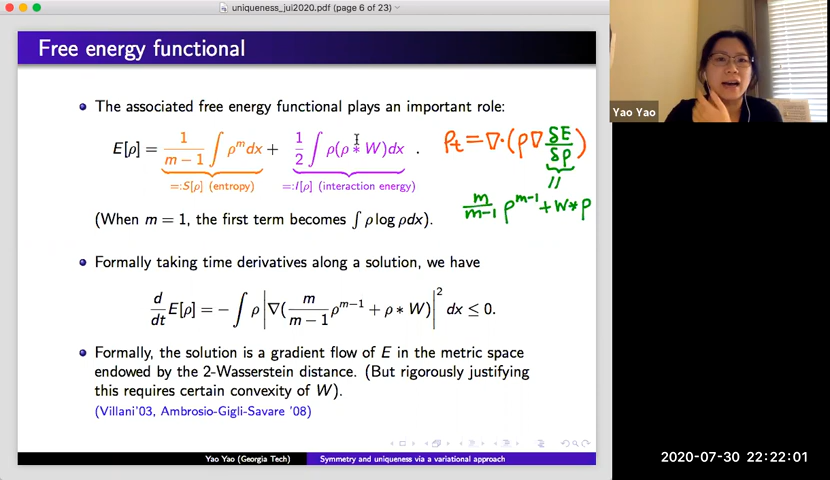 uniqueness_jul2020.pdf (page 6 of 23)
Free energy functional
The associated free energy functional plays an important role:
E[ρ] = 1/(m − 1) ∫ ρ^m dx + 1/2 ∫ ρ(ρ ∗ W)dx .
=:S[ρ] (entropy) =:I[ρ] (interaction energy)
ρ_t = ∇·(ρ∇ δE/δρ)
//
m/(m-1) ρ^(m-1) + W*ρ
(When m = 1, the first term becomes ∫ ρ log ρdx).
Formally taking time derivatives along a solution, we have
d/dt E[ρ] = − ∫ ρ |∇(m/(m − 1) ρ^(m−1) + ρ ∗ W)|^2 dx ≤ 0.
Formally, the solution is a gradient flow of E in the metric space
endowed by the 2-Wasserstein distance. (But rigorously justifying
this requires certain convexity of W).
(Villani'03, Ambrosio-Gigli-Savare '08)
Yao Yao (Georgia Tech) Symmetry and uniqueness via a variational approach
Yao Yao
2020-07-30 22:22:01